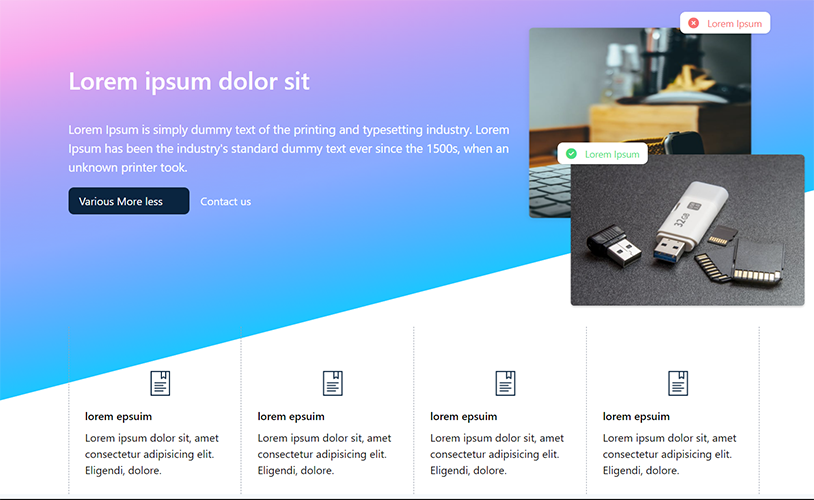 Lorem Ipsum
Lorem ipsum dolor sit
Lorem Ipsum is simply dummy text of the printing and typesetting industry. Lorem
Ipsum has been the industry's standard dummy text ever since the 1500s, when an
unknown printer took.
Lorem Ipsum
Various More less
Contact us
32GB
lorem epsuim
Lorem ipsum dolor sit, amet
consectetur adipisicing elit.
Eligendi, dolore.
lorem epsuim
Lorem ipsum dolor sit, amet
consectetur adipisicing elit.
Eligendi, dolore.
lorem epsuim
Lorem ipsum dolor sit, amet
consectetur adipisicing elit.
Eligendi, dolore.
lorem epsuim
Lorem ipsum dolor sit, amet
consectetur adipisicing elit.
Eligendi, dolore.